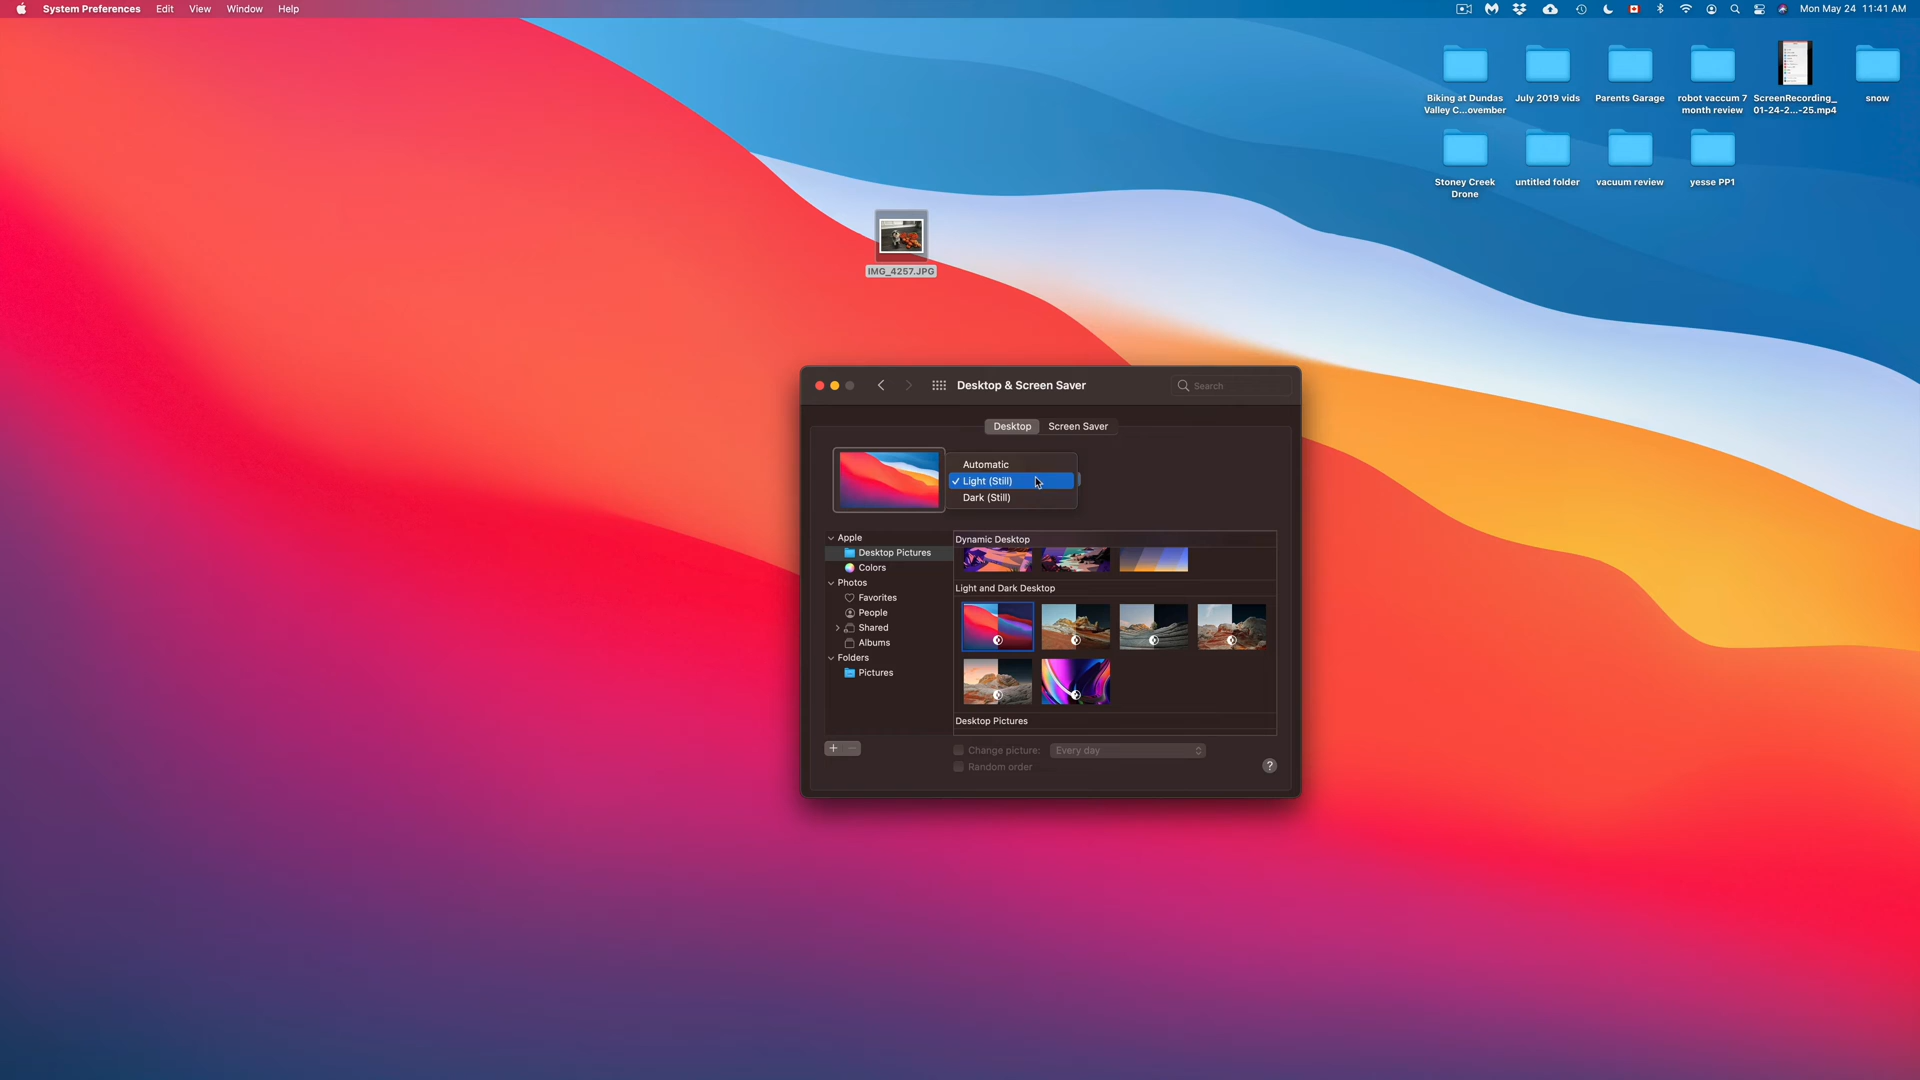 System Preferences Edit View Window Help
Mon May 24 11:41 AM
Biking at Dundas Valley C...ovember
July 2019 vids
Parents Garage
robot vaccum 7 month review
ScreenRecording_01-24-2...-25.mp4
snow
Stoney Creek Drone
untitled folder
vacuum review
yesse PP1
IMG_4257.JPG
Desktop & Screen Saver
Search
Desktop Screen Saver
Automatic
✓ Light (Still)
Dark (Still)
Apple
Desktop Pictures
Colors
Photos
Favorites
People
Shared
Albums
Folders
Pictures
Dynamic Desktop
Light and Dark Desktop
Desktop Pictures
+ −
Change picture: Every day
Random order
?